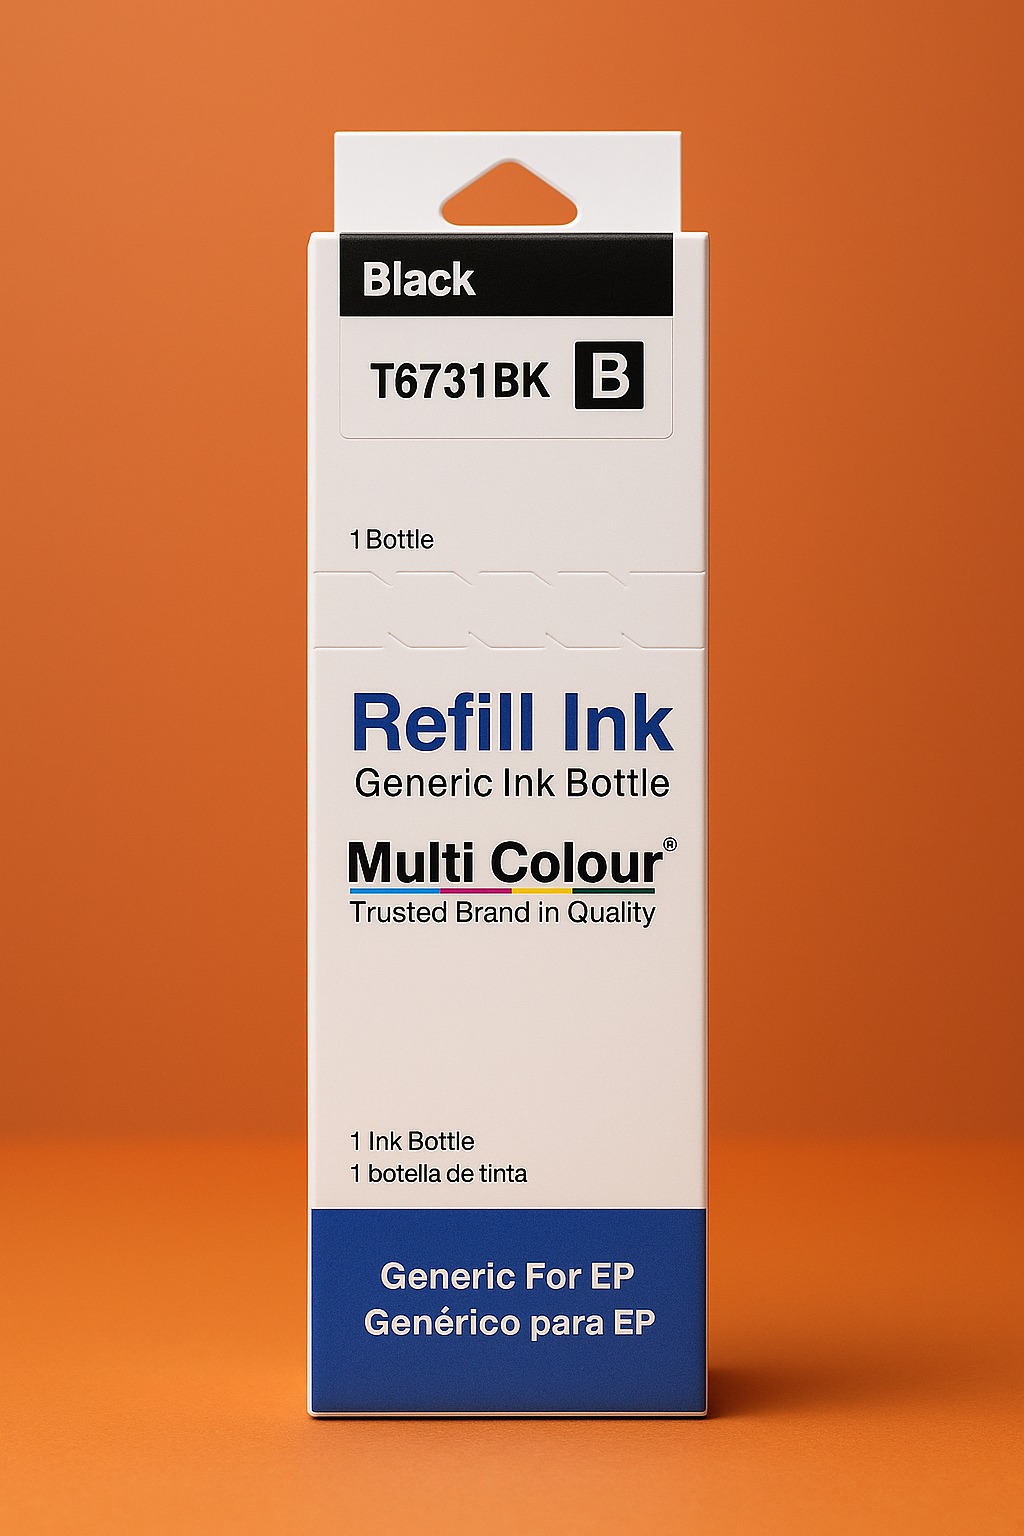 Black
T6731BK B
1 Bottle
Refill Ink
Generic Ink Bottle
Multi Colour®
Trusted Brand in Quality
1 Ink Bottle
1 botella de tinta
Generic For EP
Genérico para EP